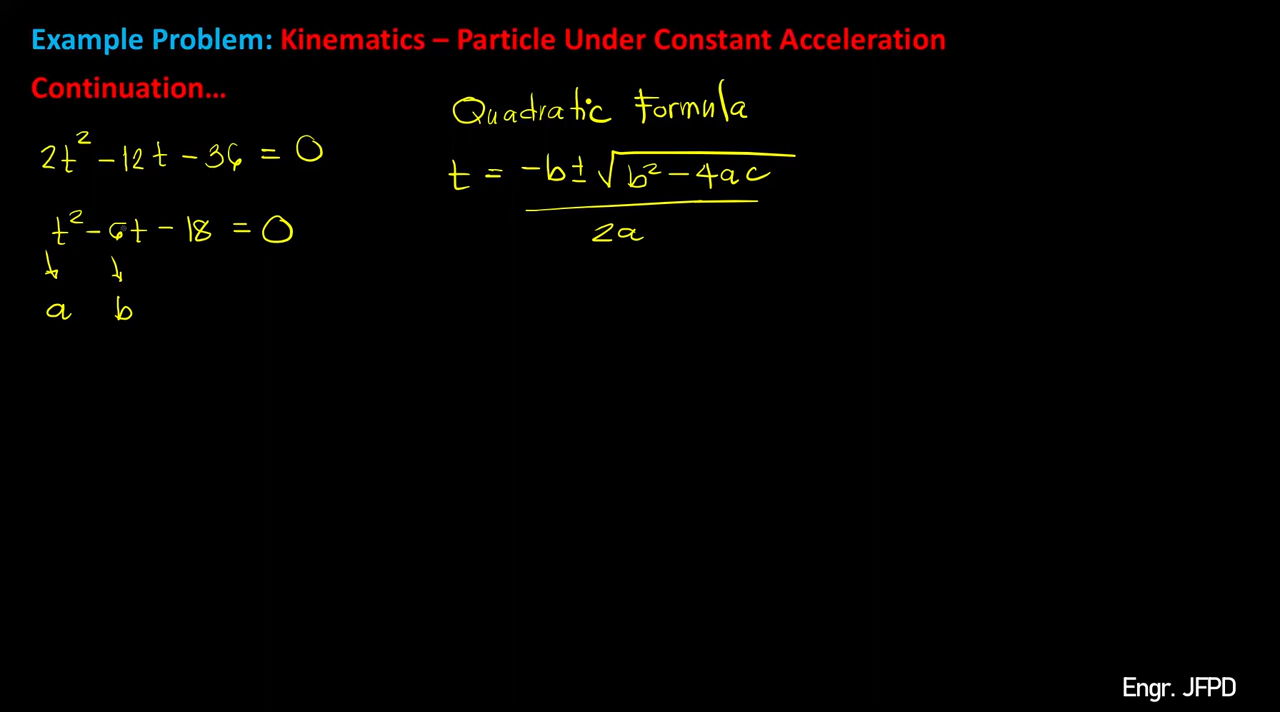 Example Problem: Kinematics – Particle Under Constant Acceleration
Continuation...
2t² - 12t - 36 = 0
t² - 6t - 18 = 0
↓ ↓
a b
Quadratic Formula
t = -b ± √b² - 4ac
2a
Engr. JFPD